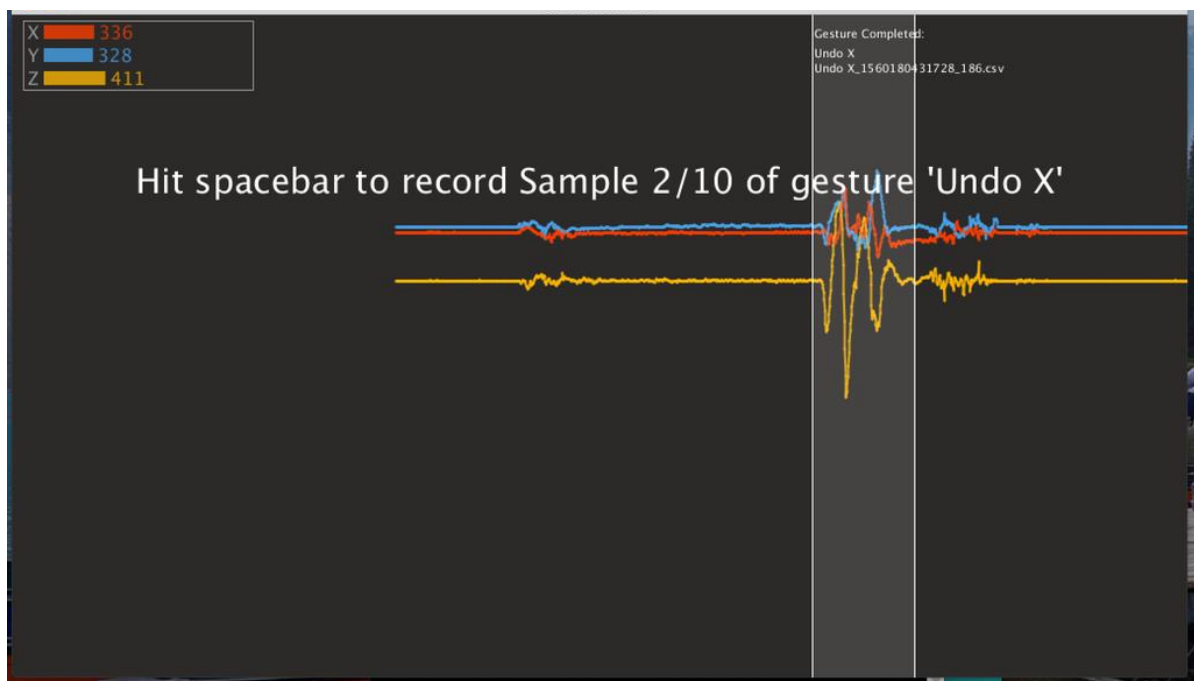 X 336
Y 328
Z 411
Gesture Completed:
Undo X
Undo X_1560180431728_186.csv
Hit spacebar to record Sample 2/10 of gesture 'Undo X'